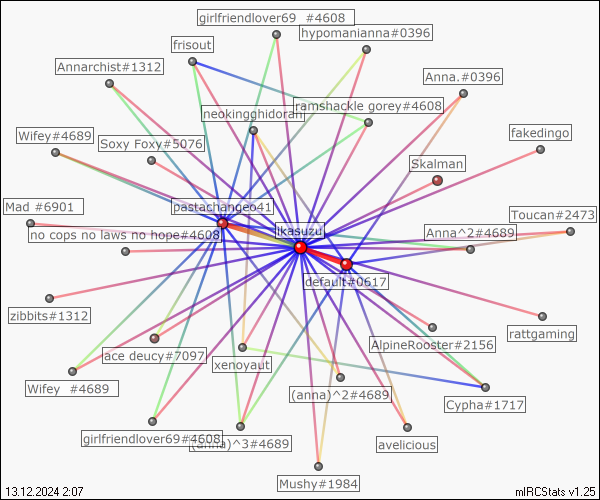 girlfriendlover69 #4608
hypomanianna#0396
frisout
Annarchist#1312
Anna.#0396
ramshackle gorey#4608
neokingghidorah
Wifey#4689
Soxy Foxy#5076
fakedingo
Skalman
Mad #6901
pastachangeo41
Toucan#2473
ikasuzu
Anna^2#4689
no cops no laws no hope#4608
default#0617
zibbits#1312
rattgaming
AlpineRooster#2156
ace deucy#7097
xenoyaut
Wifey #4689
(anna)^2#4689
Cypha#1717
girlfriendlover69#4608
(anna)^3#4689
avelicious
Mushy#1984
13.12.2024 2:07
mIRCStats v1.25